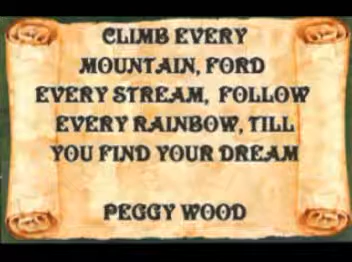 CLIMB EVERY
MOUNTAIN, FORD
EVERY STREAM, FOLLOW
EVERY RAINBOW, TILL
YOU FIND YOUR DREAM
PEGGY WOOD